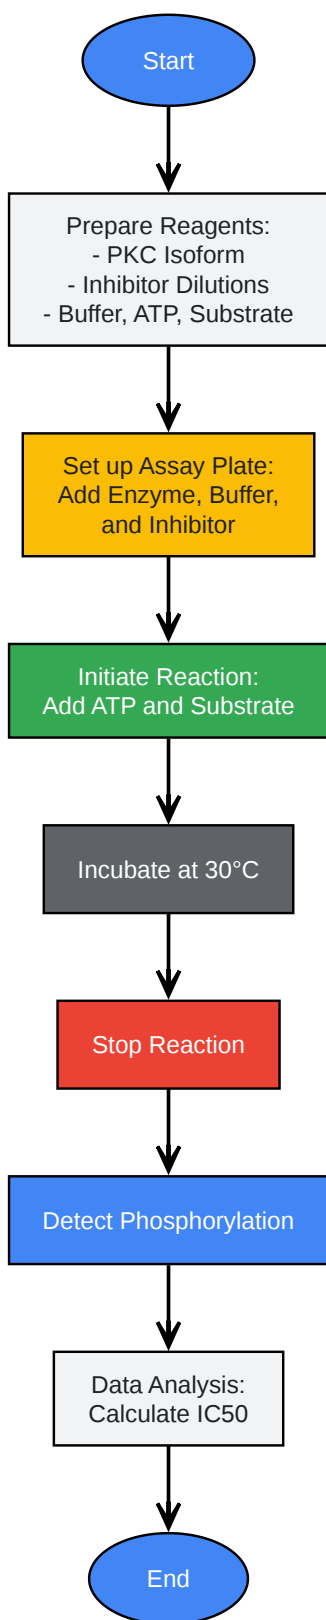 Start
Prepare Reagents:
- PKC Isoform
- Inhibitor Dilutions
- Buffer, ATP, Substrate
Set up Assay Plate:
Add Enzyme, Buffer,
and Inhibitor
Initiate Reaction:
Add ATP and Substrate
Incubate at 30°C
Stop Reaction
Detect Phosphorylation
Data Analysis:
Calculate IC50
End